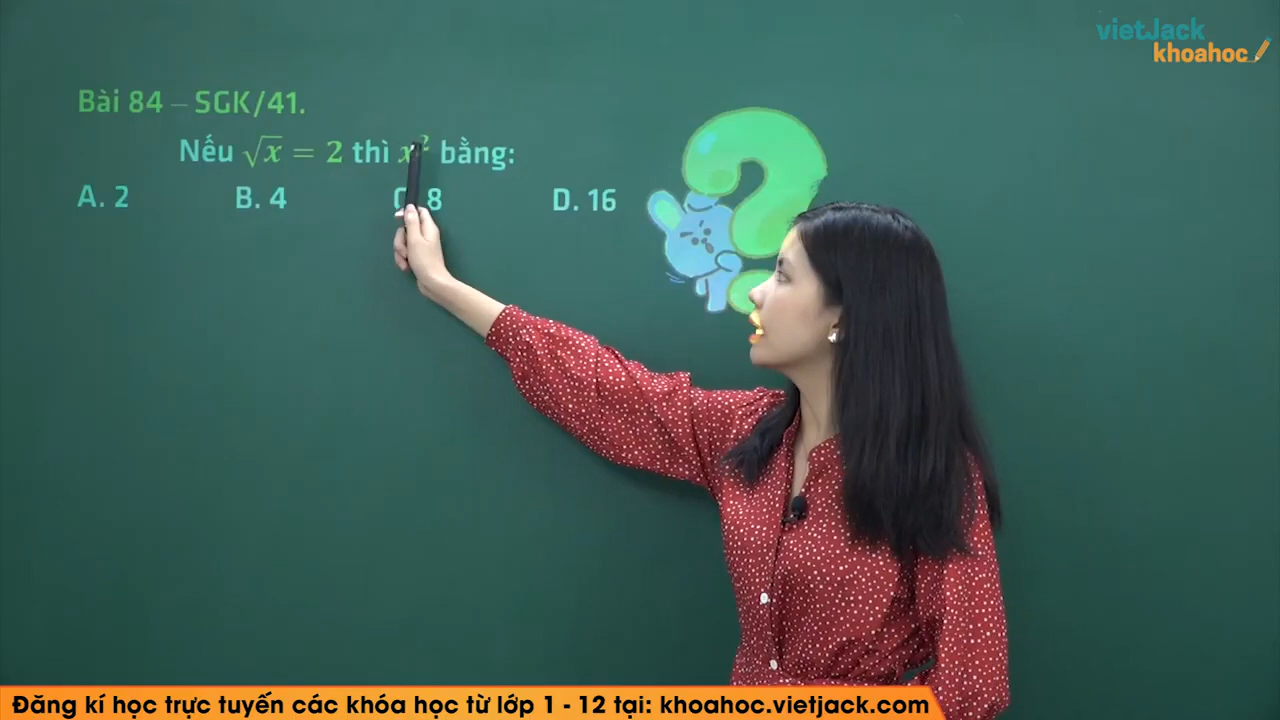 vietJack
khoahoc
Bài 84 – SGK/41.
Nếu √x = 2 thì x² bằng:
A. 2 B. 4 C. 8 D. 16
Đăng kí học trực tuyến các khóa học từ lớp 1 - 12 tại: khoahoc.vietjack.com